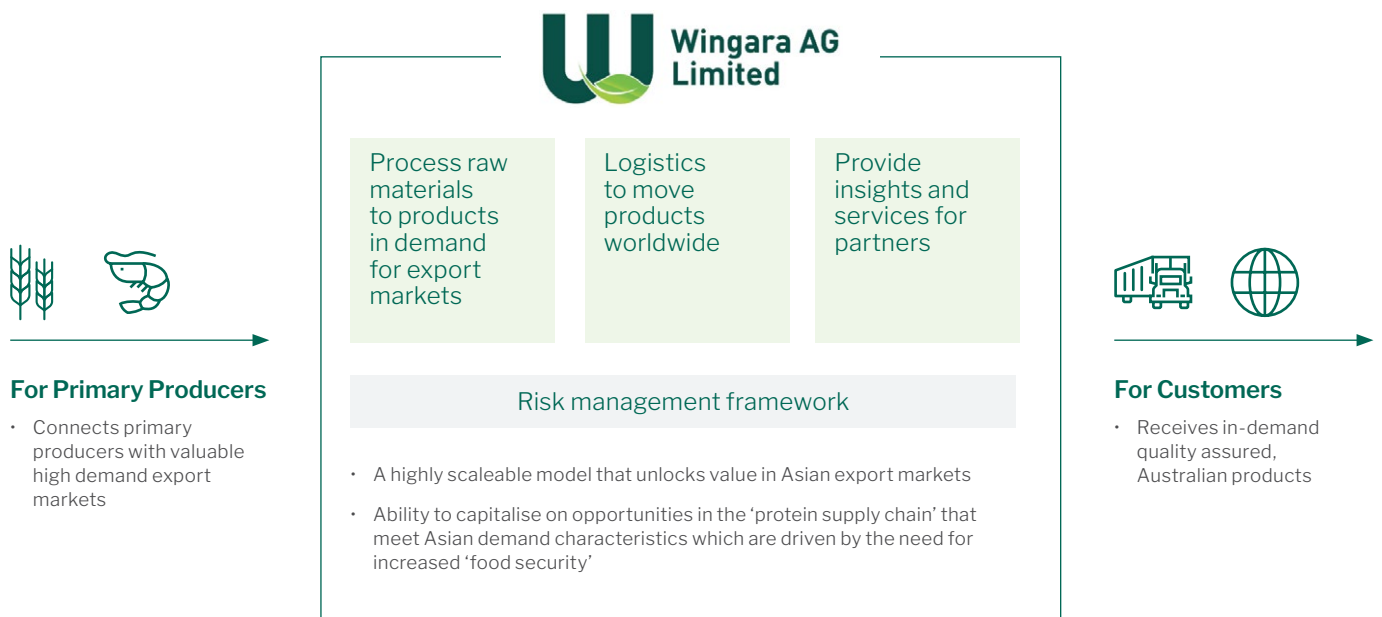 Wingara AG
Limited
Process raw
materials
to products
in demand
for export
markets
Logistics
to move
products
worldwide
Provide
insights and
services for
partners
For Primary Producers
• Connects primary
producers with valuable
high demand export
markets
Risk management framework
• A highly scaleable model that unlocks value in Asian export markets
• Ability to capitalise on opportunities in the ‘protein supply chain’ that
meet Asian demand characteristics which are driven by the need for
increased ‘food security’
For Customers
• Receives in-demand
quality assured,
Australian products